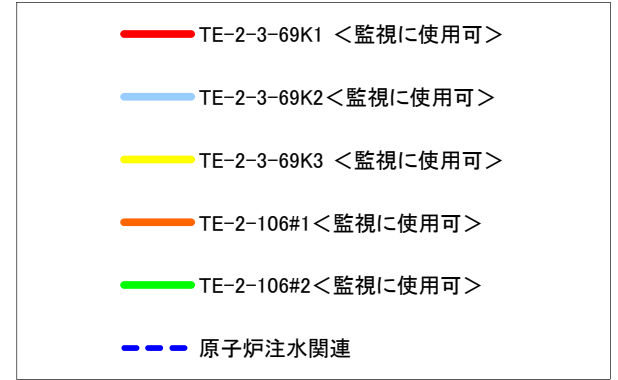 TE-2-3-69K1 ＜監視に使用可＞
TE-2-3-69K2＜監視に使用可＞
TE-2-3-69K3 ＜監視に使用可＞
TE-2-106#1＜監視に使用可＞
TE-2-106#2＜監視に使用可＞
原子炉注水関連